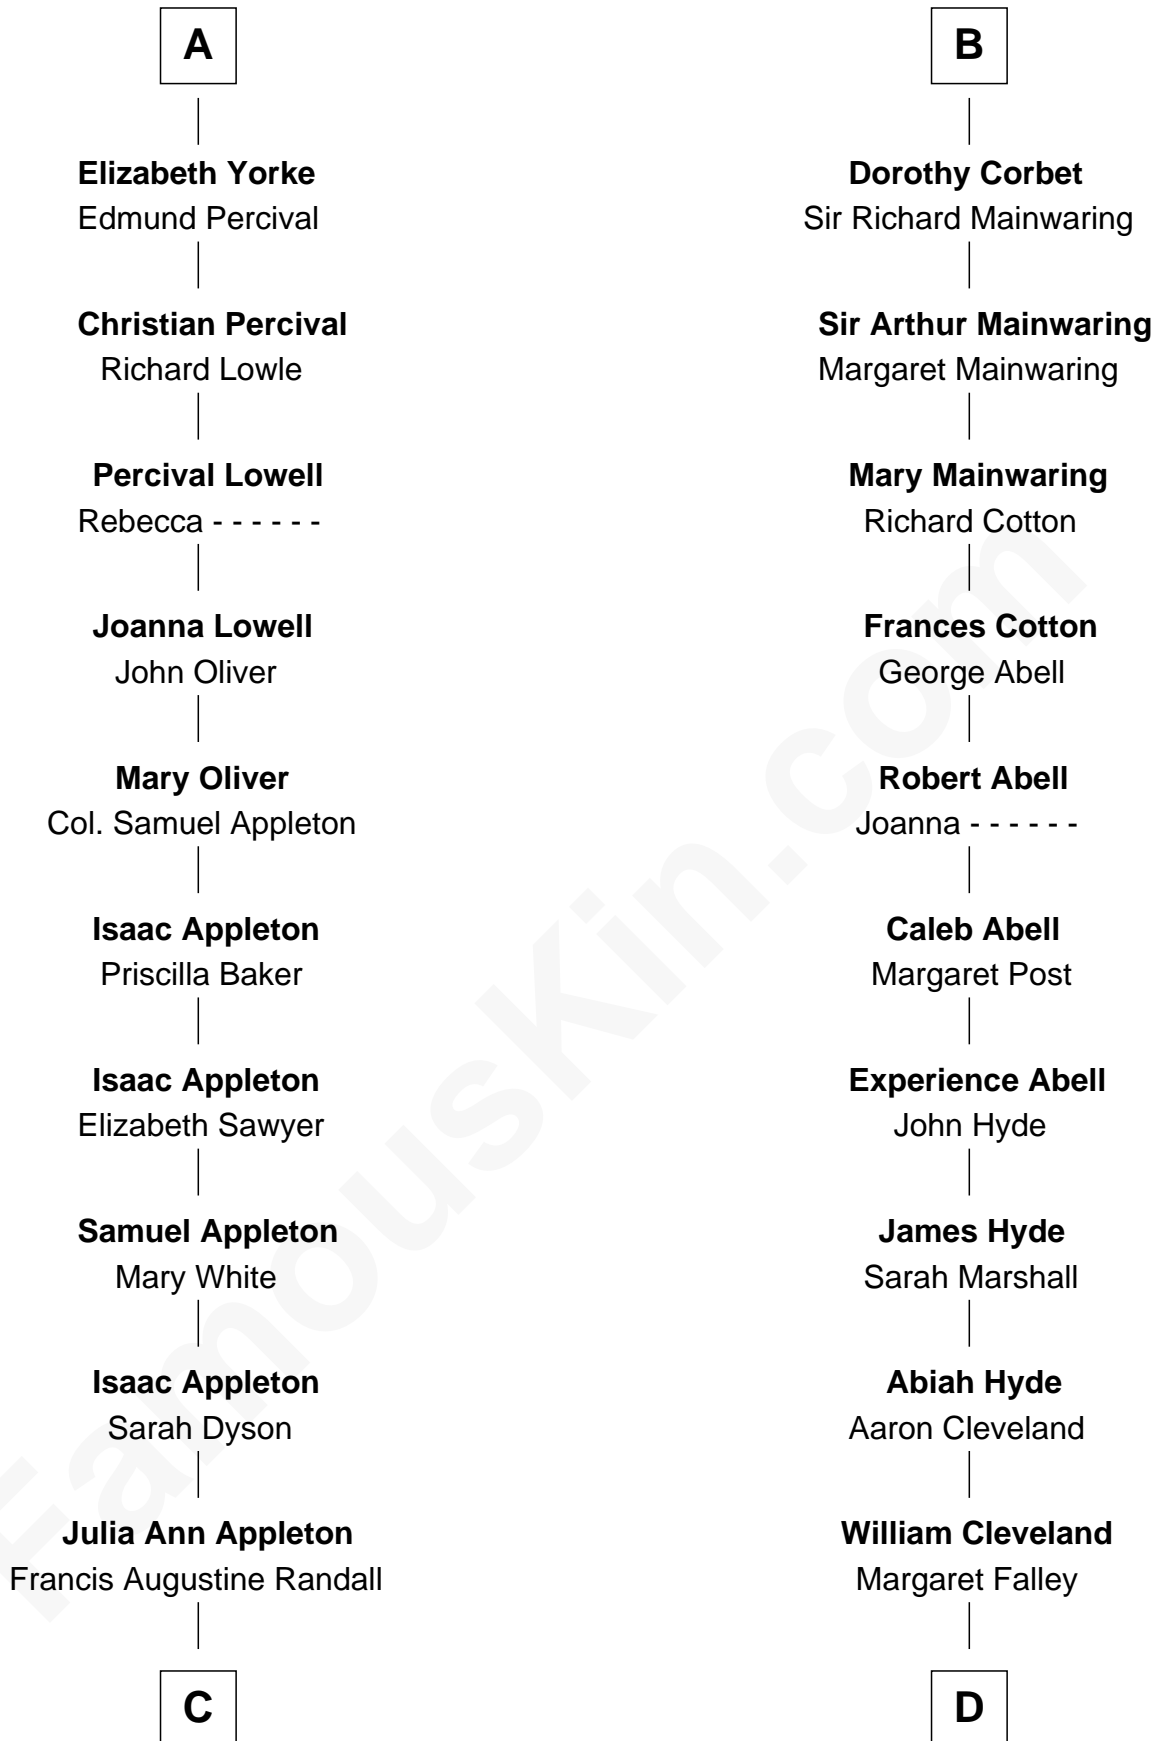 A
Elizabeth Yorke
Edmund Percival
Christian Percival
Richard Lowle
Percival Lowell
Rebecca - - - - - -
Joanna Lowell
John Oliver
Mary Oliver
Col. Samuel Appleton
Isaac Appleton
Priscilla Baker
Isaac Appleton
Elizabeth Sawyer
Samuel Appleton
Mary White
Isaac Appleton
Sarah Dyson
Julia Ann Appleton
Francis Augustine Randall
C
B
Dorothy Corbet
Sir Richard Mainwaring
Sir Arthur Mainwaring
Margaret Mainwaring
Mary Mainwaring
Richard Cotton
Frances Cotton
George Abell
Robert Abell
Joanna - - - - - -
Caleb Abell
Margaret Post
Experience Abell
John Hyde
James Hyde
Sarah Marshall
Abiah Hyde
Aaron Cleveland
William Cleveland
Margaret Falley
D
FamousKin.com